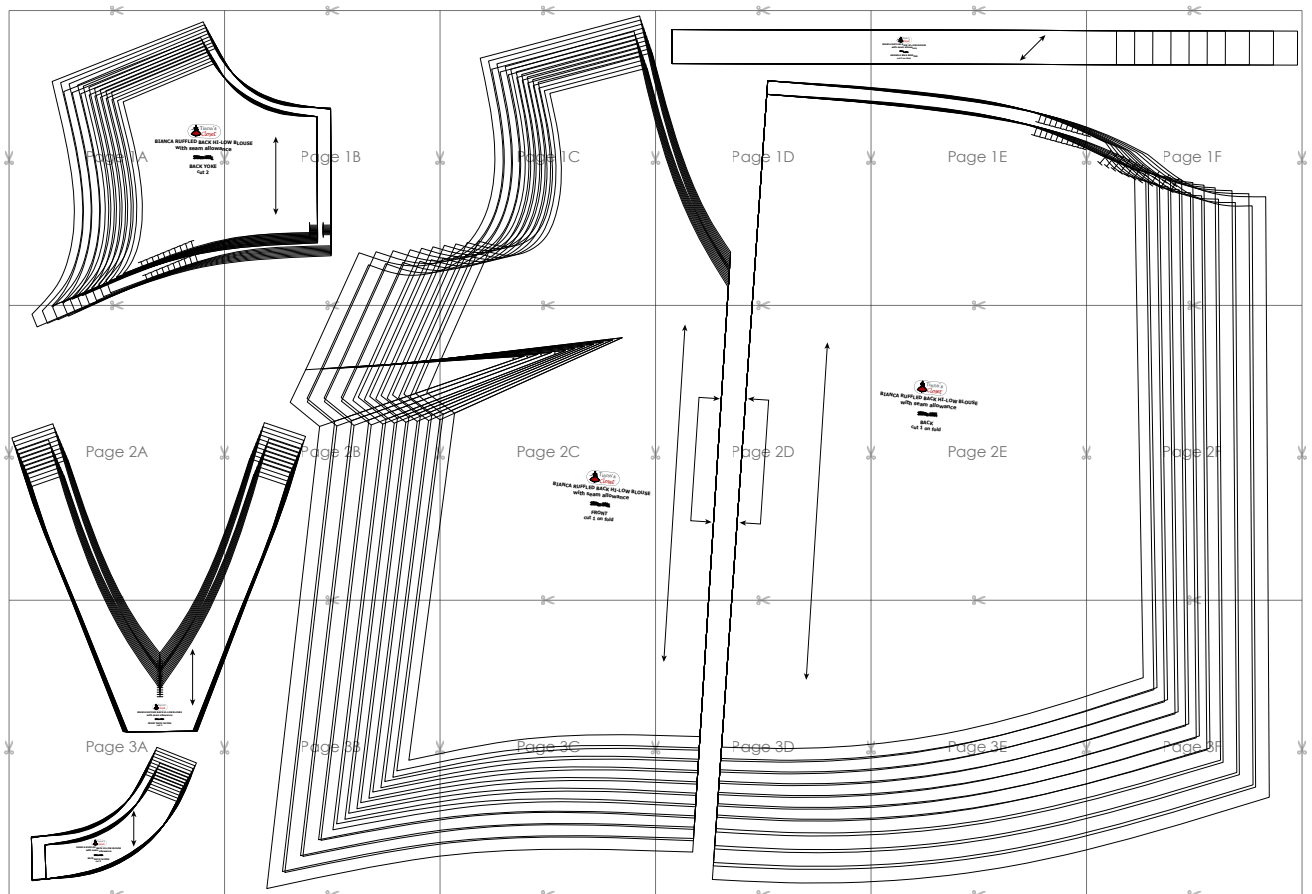 Tiana's
Closet
BIANCA RUFFLED BACK HI-LOW BLOUSE
with seam allowance
BACK YOKE
cut 2
Page 1A
Page 1B
Page 1C
Page 1D
Page 1E
Page 1F
Closet
BIANCA RUFFLED BACK HI-LOW BLOUSE
with seam allowance
BACK
cut 1 on fold
Page 2A
Page 2B
Page 2C
Page 2D
Page 2E
Page 2F
Closet
BIANCA RUFFLED BACK HI-LOW BLOUSE
with seam allowance
FRONT
cut 1 on fold
Page 3A
Page 3B
Page 3C
Page 3D
Page 3E
Page 3F